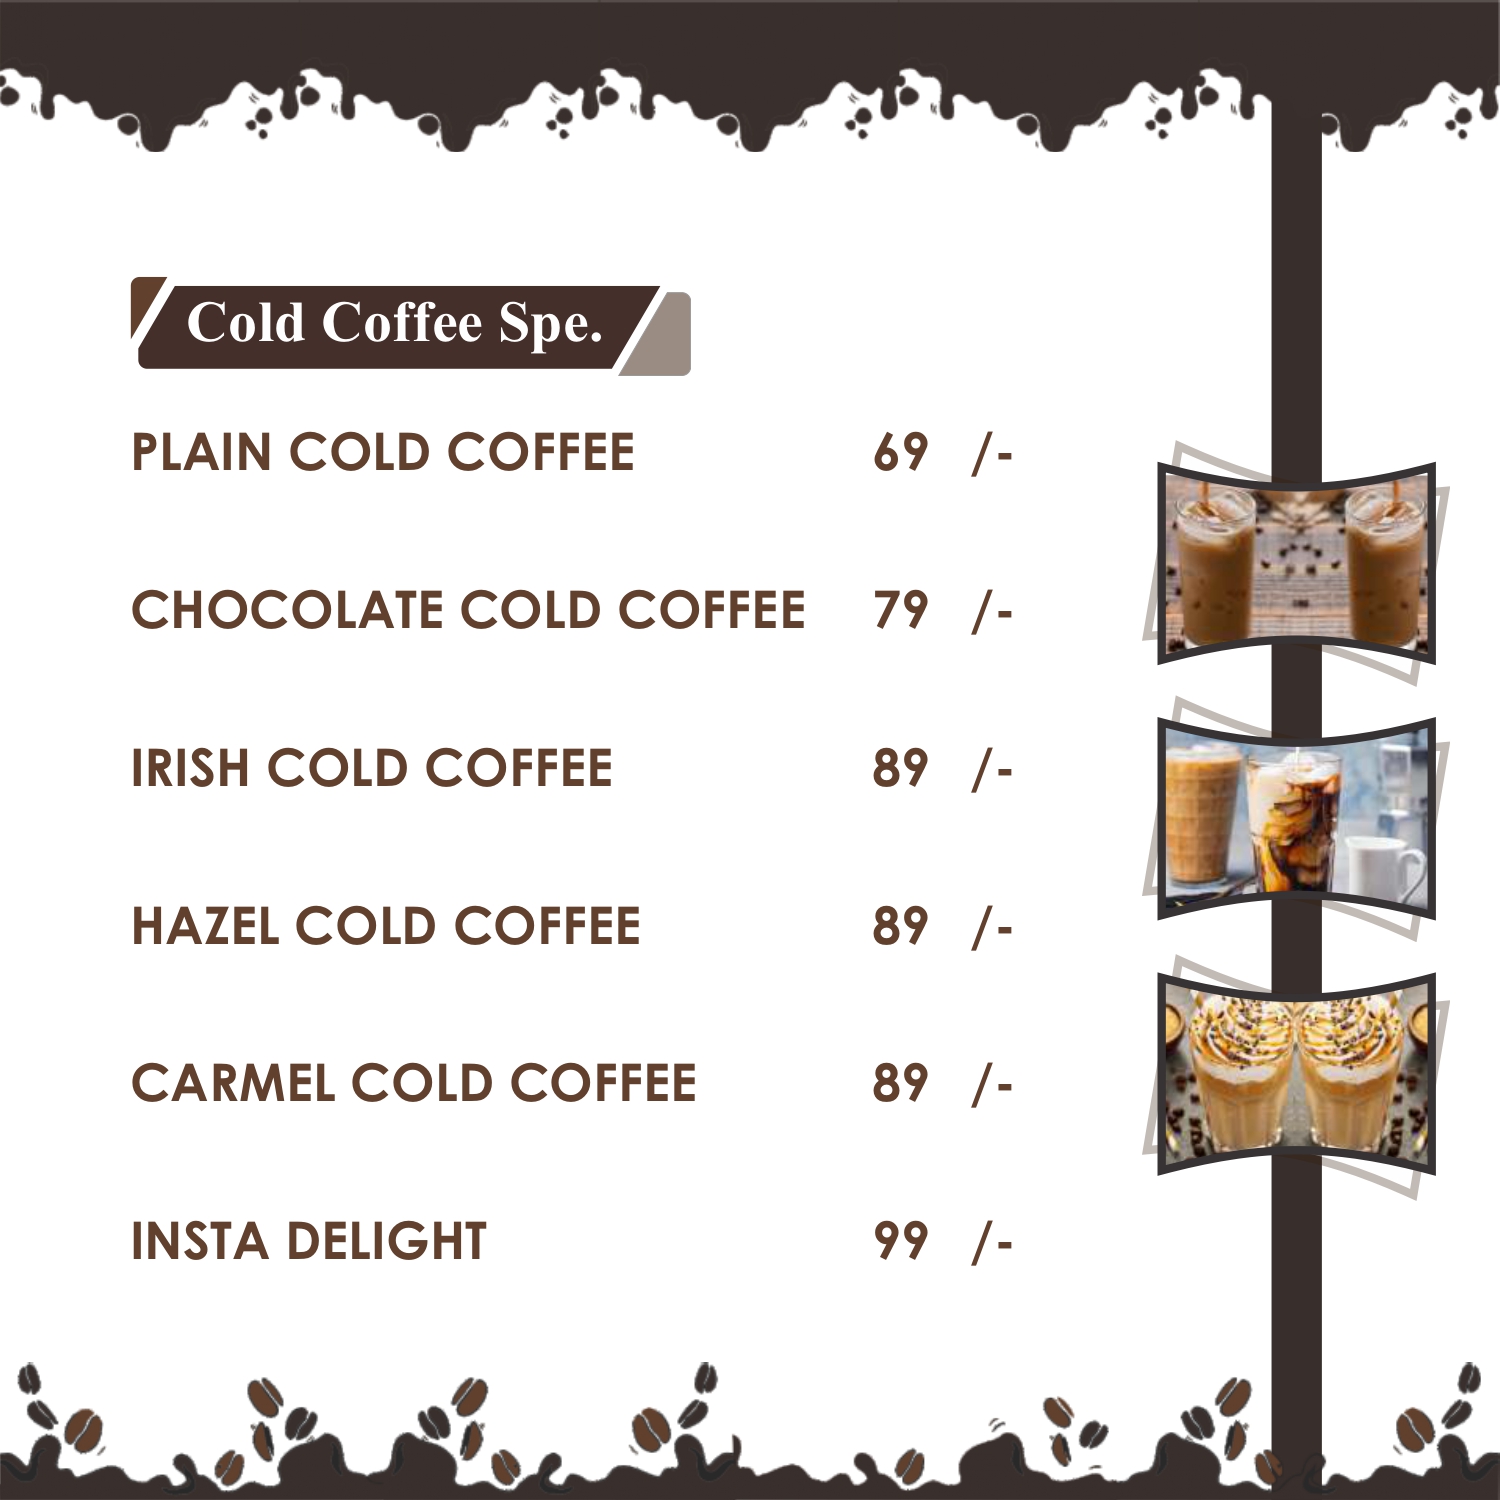 Cold Coffee Spe.
PLAIN COLD COFFEE 69 /-
CHOCOLATE COLD COFFEE 79 /-
IRISH COLD COFFEE 89 /-
HAZEL COLD COFFEE 89 /-
CARMEL COLD COFFEE 89 /-
INSTA DELIGHT 99 /-